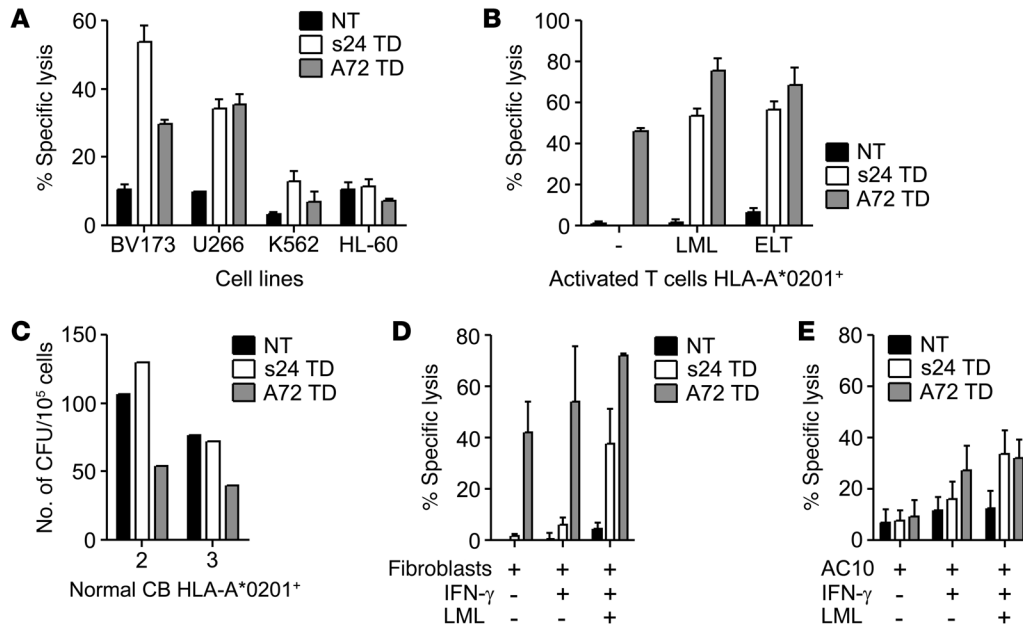 A
% Specific lysis
60
40
20
0
NT
s24 TD
A72 TD
BV173 U266 K562 HL-60
Cell lines
B
% Specific lysis
100
80
60
40
20
0
NT
s24 TD
A72 TD
- LML ELT
Activated T cells HLA-A*0201⁺
C
No. of CFU/10⁵ cells
150
100
50
0
NT
s24 TD
A72 TD
2 3
Normal CB HLA-A*0201⁺
D
% Specific lysis
80
60
40
20
0
NT
s24 TD
A72 TD
Fibroblasts + + +
IFN-γ - + +
LML - - +
E
% Specific lysis
80
60
40
20
0
NT
s24 TD
A72 TD
AC10 + + +
IFN-γ - + +
LML - - +